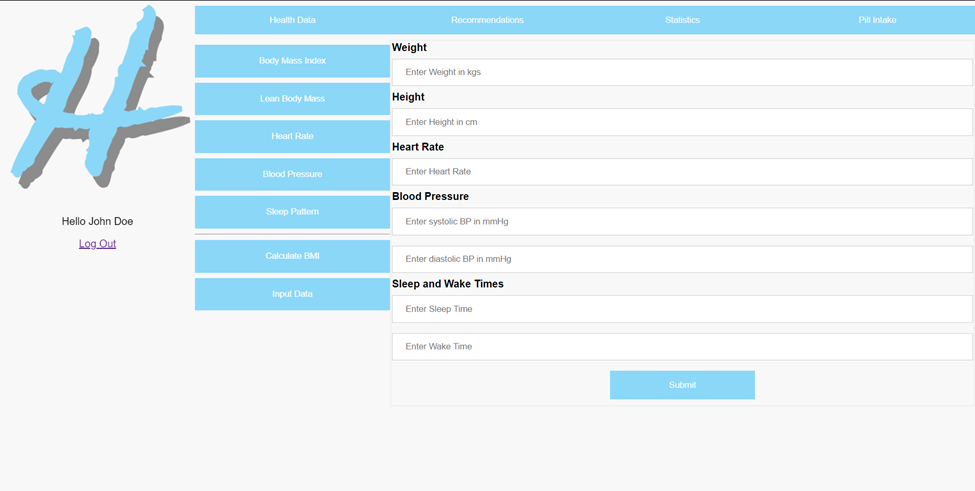 H
Hello John Doe
Log Out
Health Data
Recommendations
Statistics
Pill Intake
Body Mass Index
Lean Body Mass
Heart Rate
Blood Pressure
Sleep Pattern
Calculate BMI
Input Data
Weight
Enter Weight in kgs
Height
Enter Height in cm
Heart Rate
Enter Heart Rate
Blood Pressure
Enter systolic BP in mmHg
Enter diastolic BP in mmHg
Sleep and Wake Times
Enter Sleep Time
Enter Wake Time
Submit